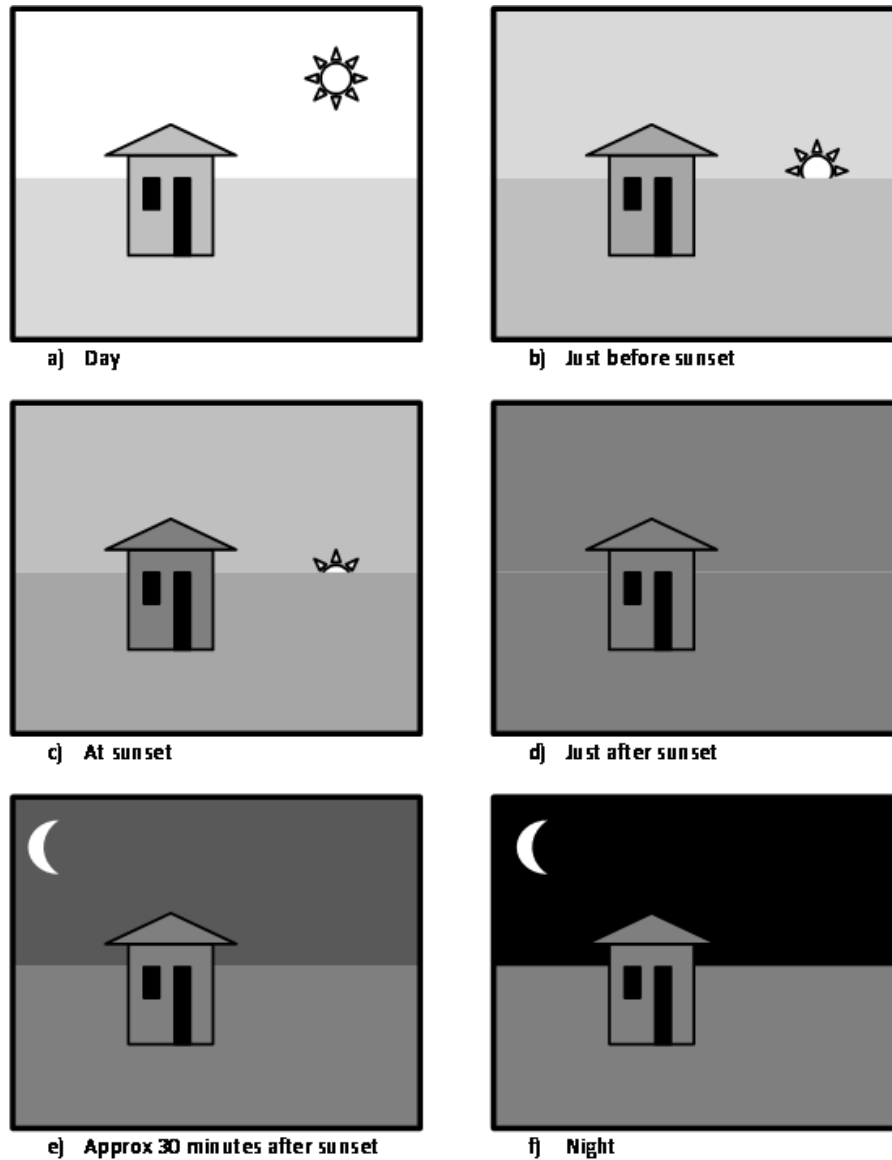 a) Day
b) Just before sunset
c) At sunset
d) Just after sunset
e) Approx 30 minutes after sunset
f) Night